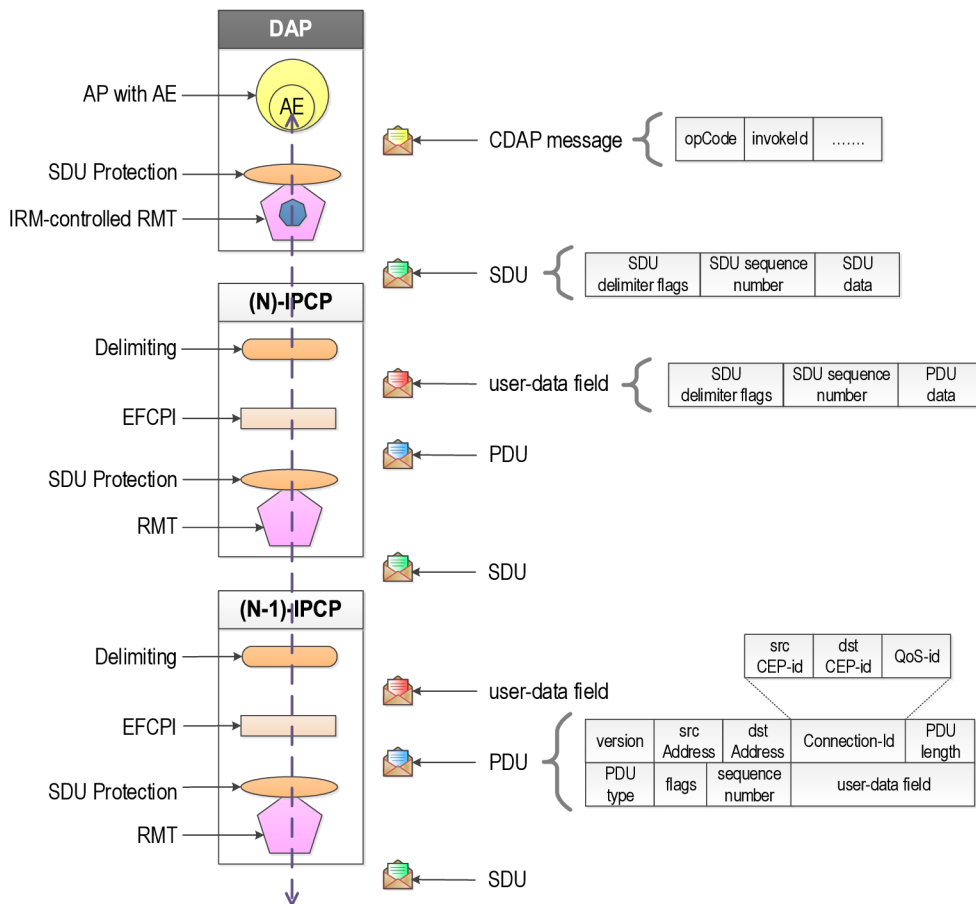 DAP
AP with AE
AE
CDAP message
opCode
invokeId
.......
SDU Protection
IRM-controlled RMT
SDU
SDU
delimiter flags
SDU sequence
number
SDU
data
(N)-IPCP
Delimiting
user-data field
SDU
delimiter flags
SDU sequence
number
PDU
data
EFCPI
PDU
SDU Protection
RMT
SDU
(N-1)-IPCP
Delimiting
src
CEP-id
dst
CEP-id
QoS-id
user-data field
EFCPI
PDU
version
src
Address
dst
Address
Connection-Id
PDU
length
PDU
type
flags
sequence
number
user-data field
SDU Protection
RMT
SDU